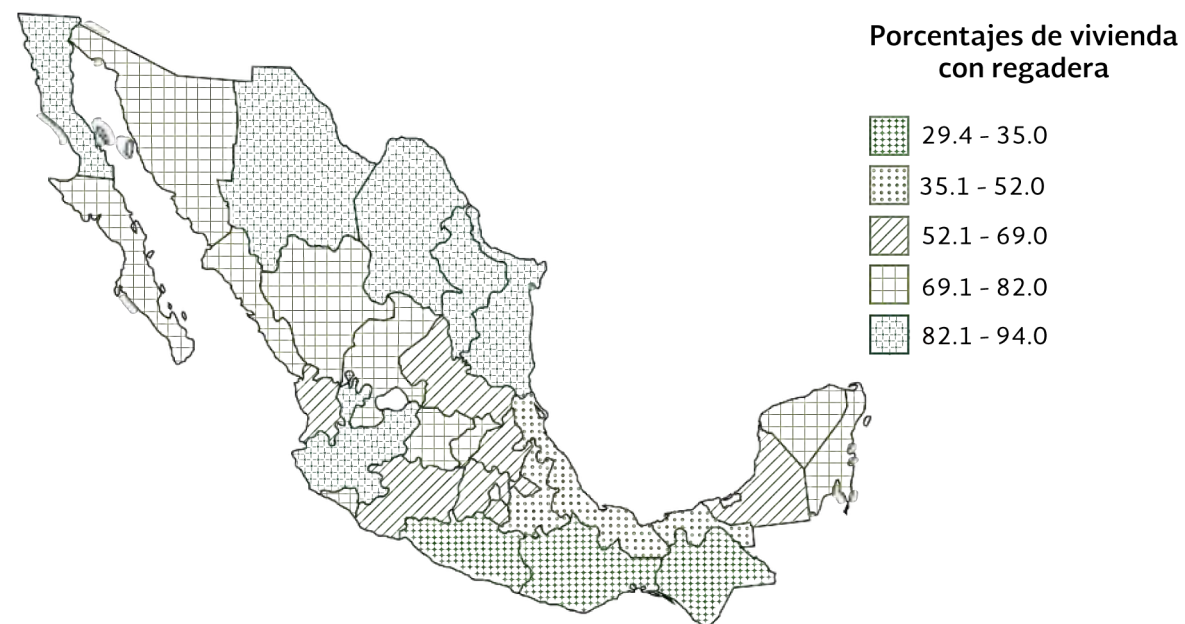 Porcentajes de vivienda
con regadera
29.4 - 35.0
35.1 - 52.0
52.1 - 69.0
69.1 - 82.0
82.1 - 94.0